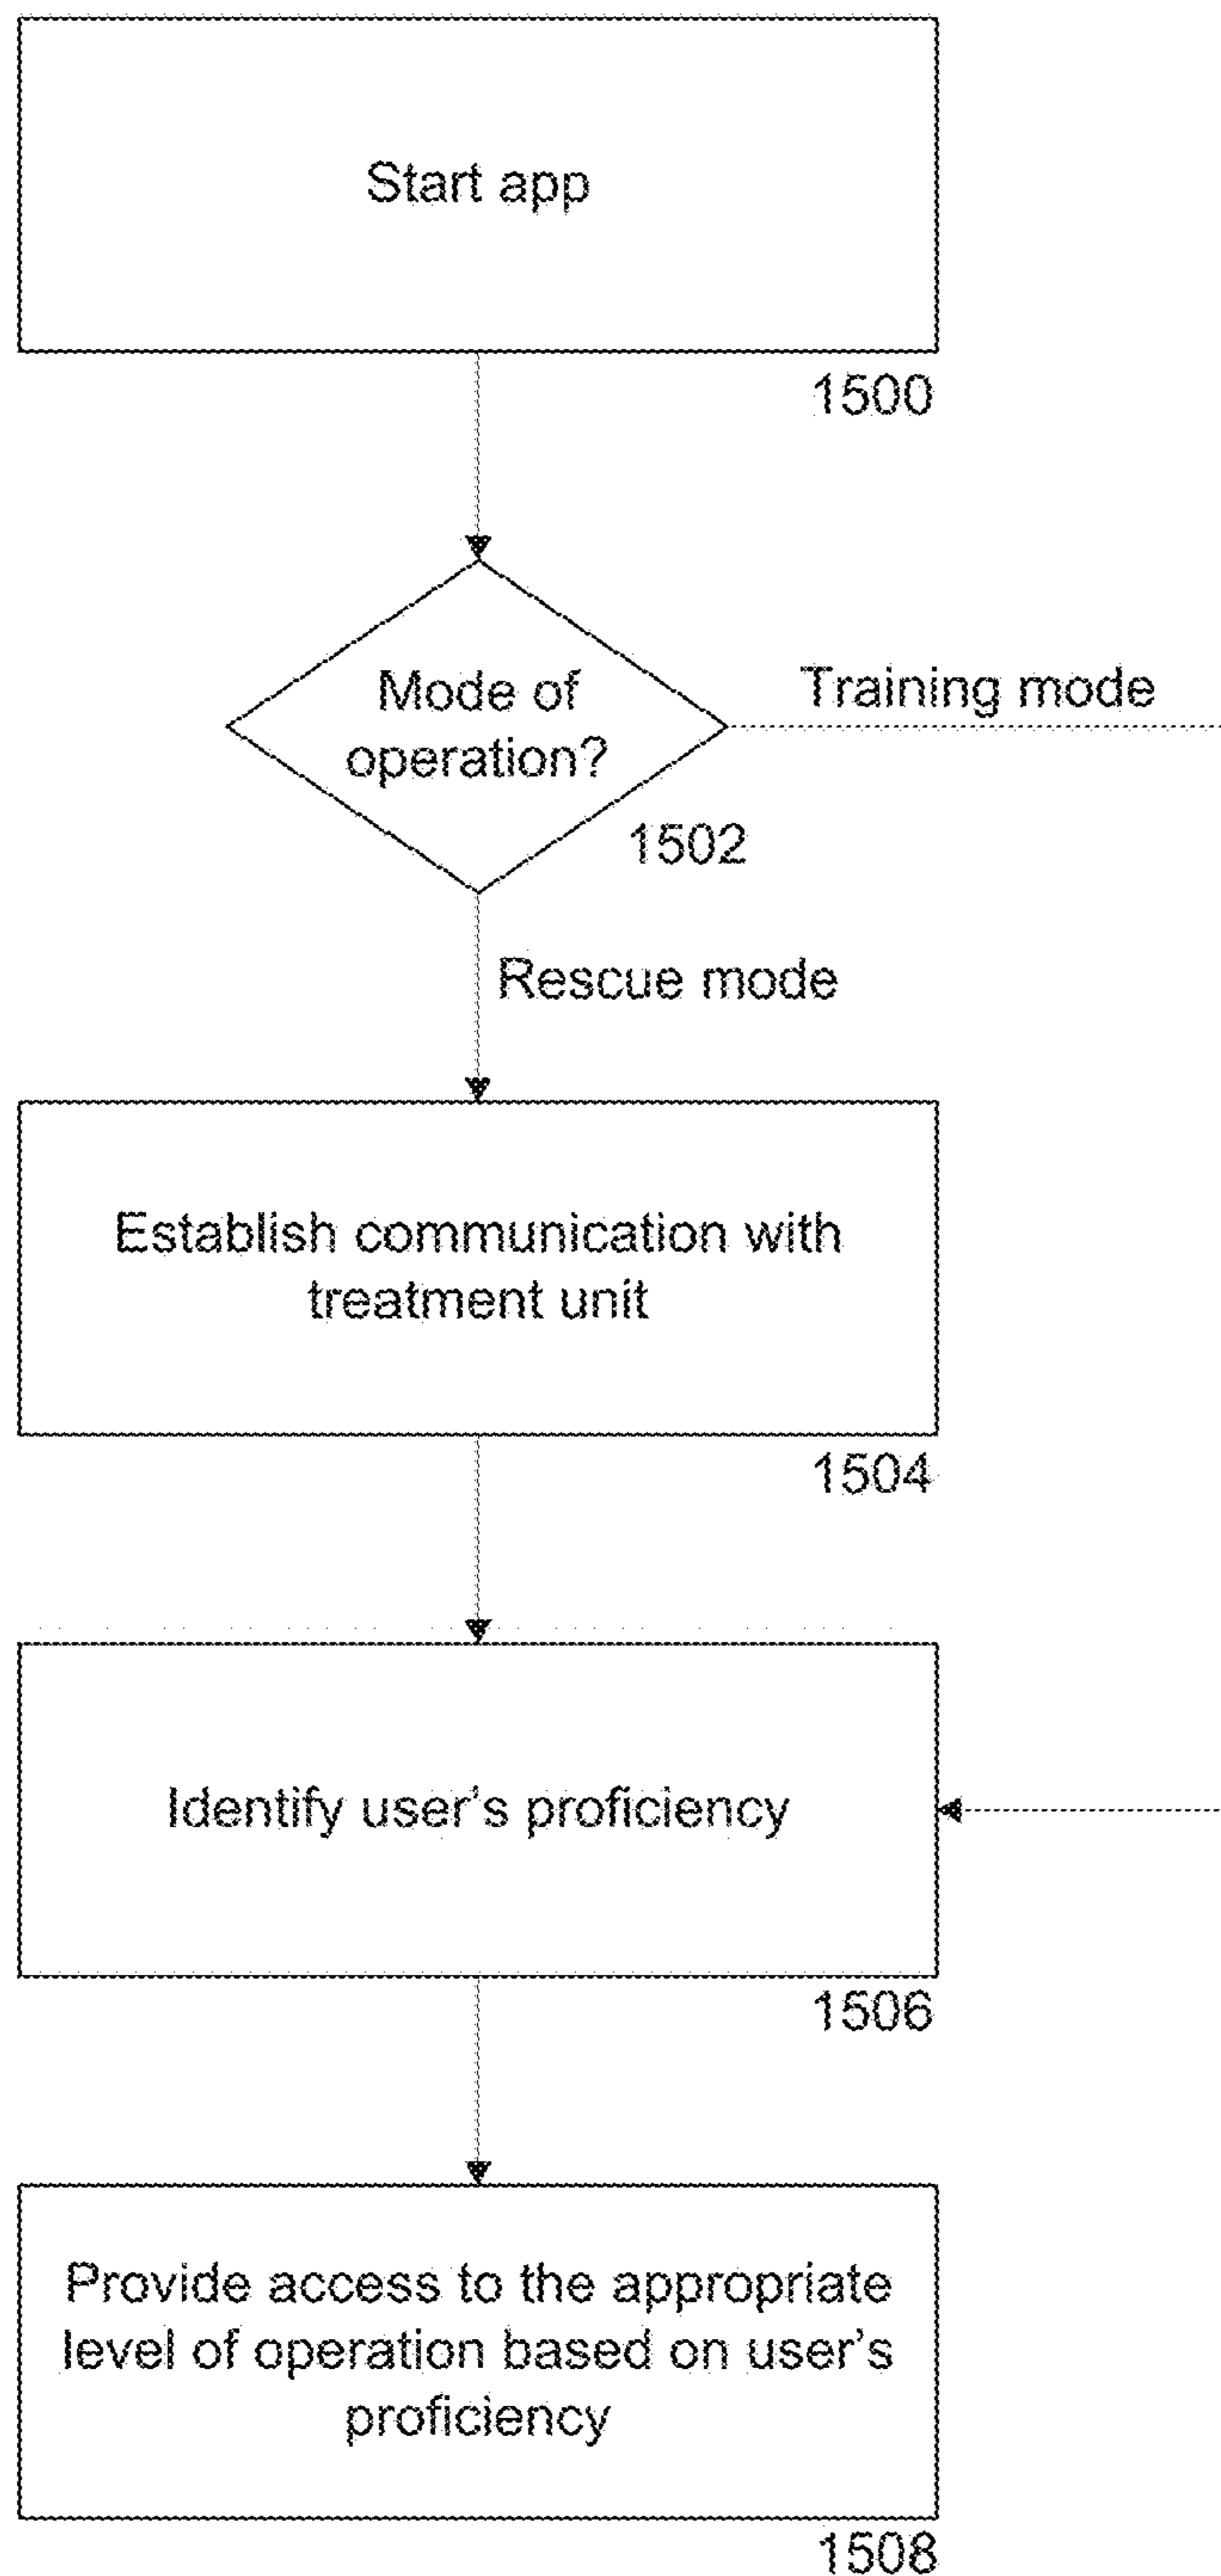 Start app
1500
Mode of
operation?
Training mode
1502
Rescue mode
Establish communication with
treatment unit
1504
Identify user's proficiency
1506
Provide access to the appropriate
level of operation based on user's
proficiency
1508